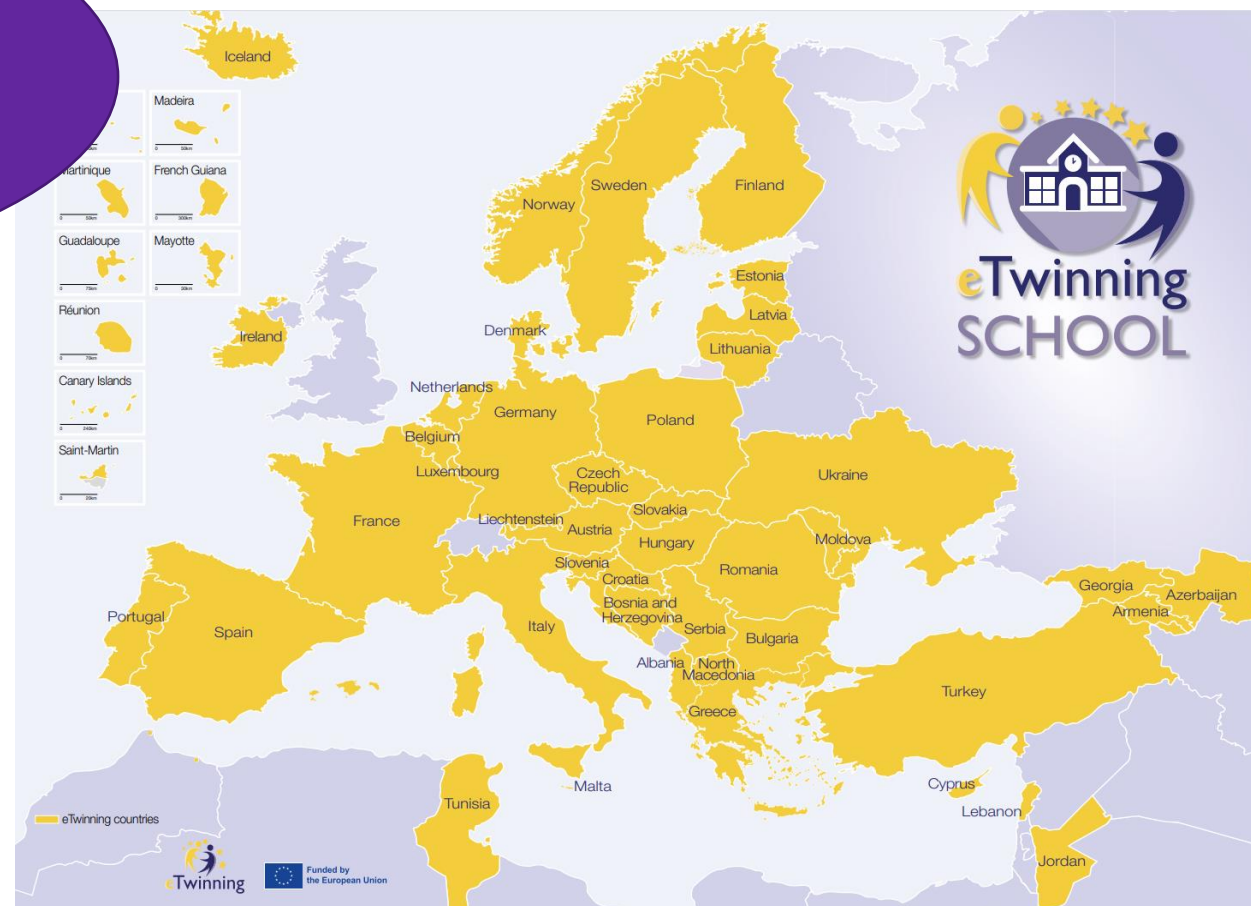 Iceland
Madeira
Martinique
French Guiana
Guadaloupe
Mayotte
Réunion
Canary Islands
Saint-Martin
Sweden
Finland
Norway
Estonia
Latvia
Lithuania
Denmark
Ireland
Netherlands
Germany
Poland
Belgium
Luxembourg
Czech
Republic
Ukraine
Slovakia
France
Liechtenstein
Austria
Hungary
Moldova
Slovenia
Romania
Croatia
Bosnia and
Herzegovina
Georgia
Azerbaijan
Armenia
Portugal
Spain
Italy
Serbia
Bulgaria
Albania
North
Macedonia
Greece
Turkey
Malta
Cyprus
Lebanon
Tunisia
Jordan
eTwinning
SCHOOL
eTwinning countries
eTwinning
Funded by
the European Union